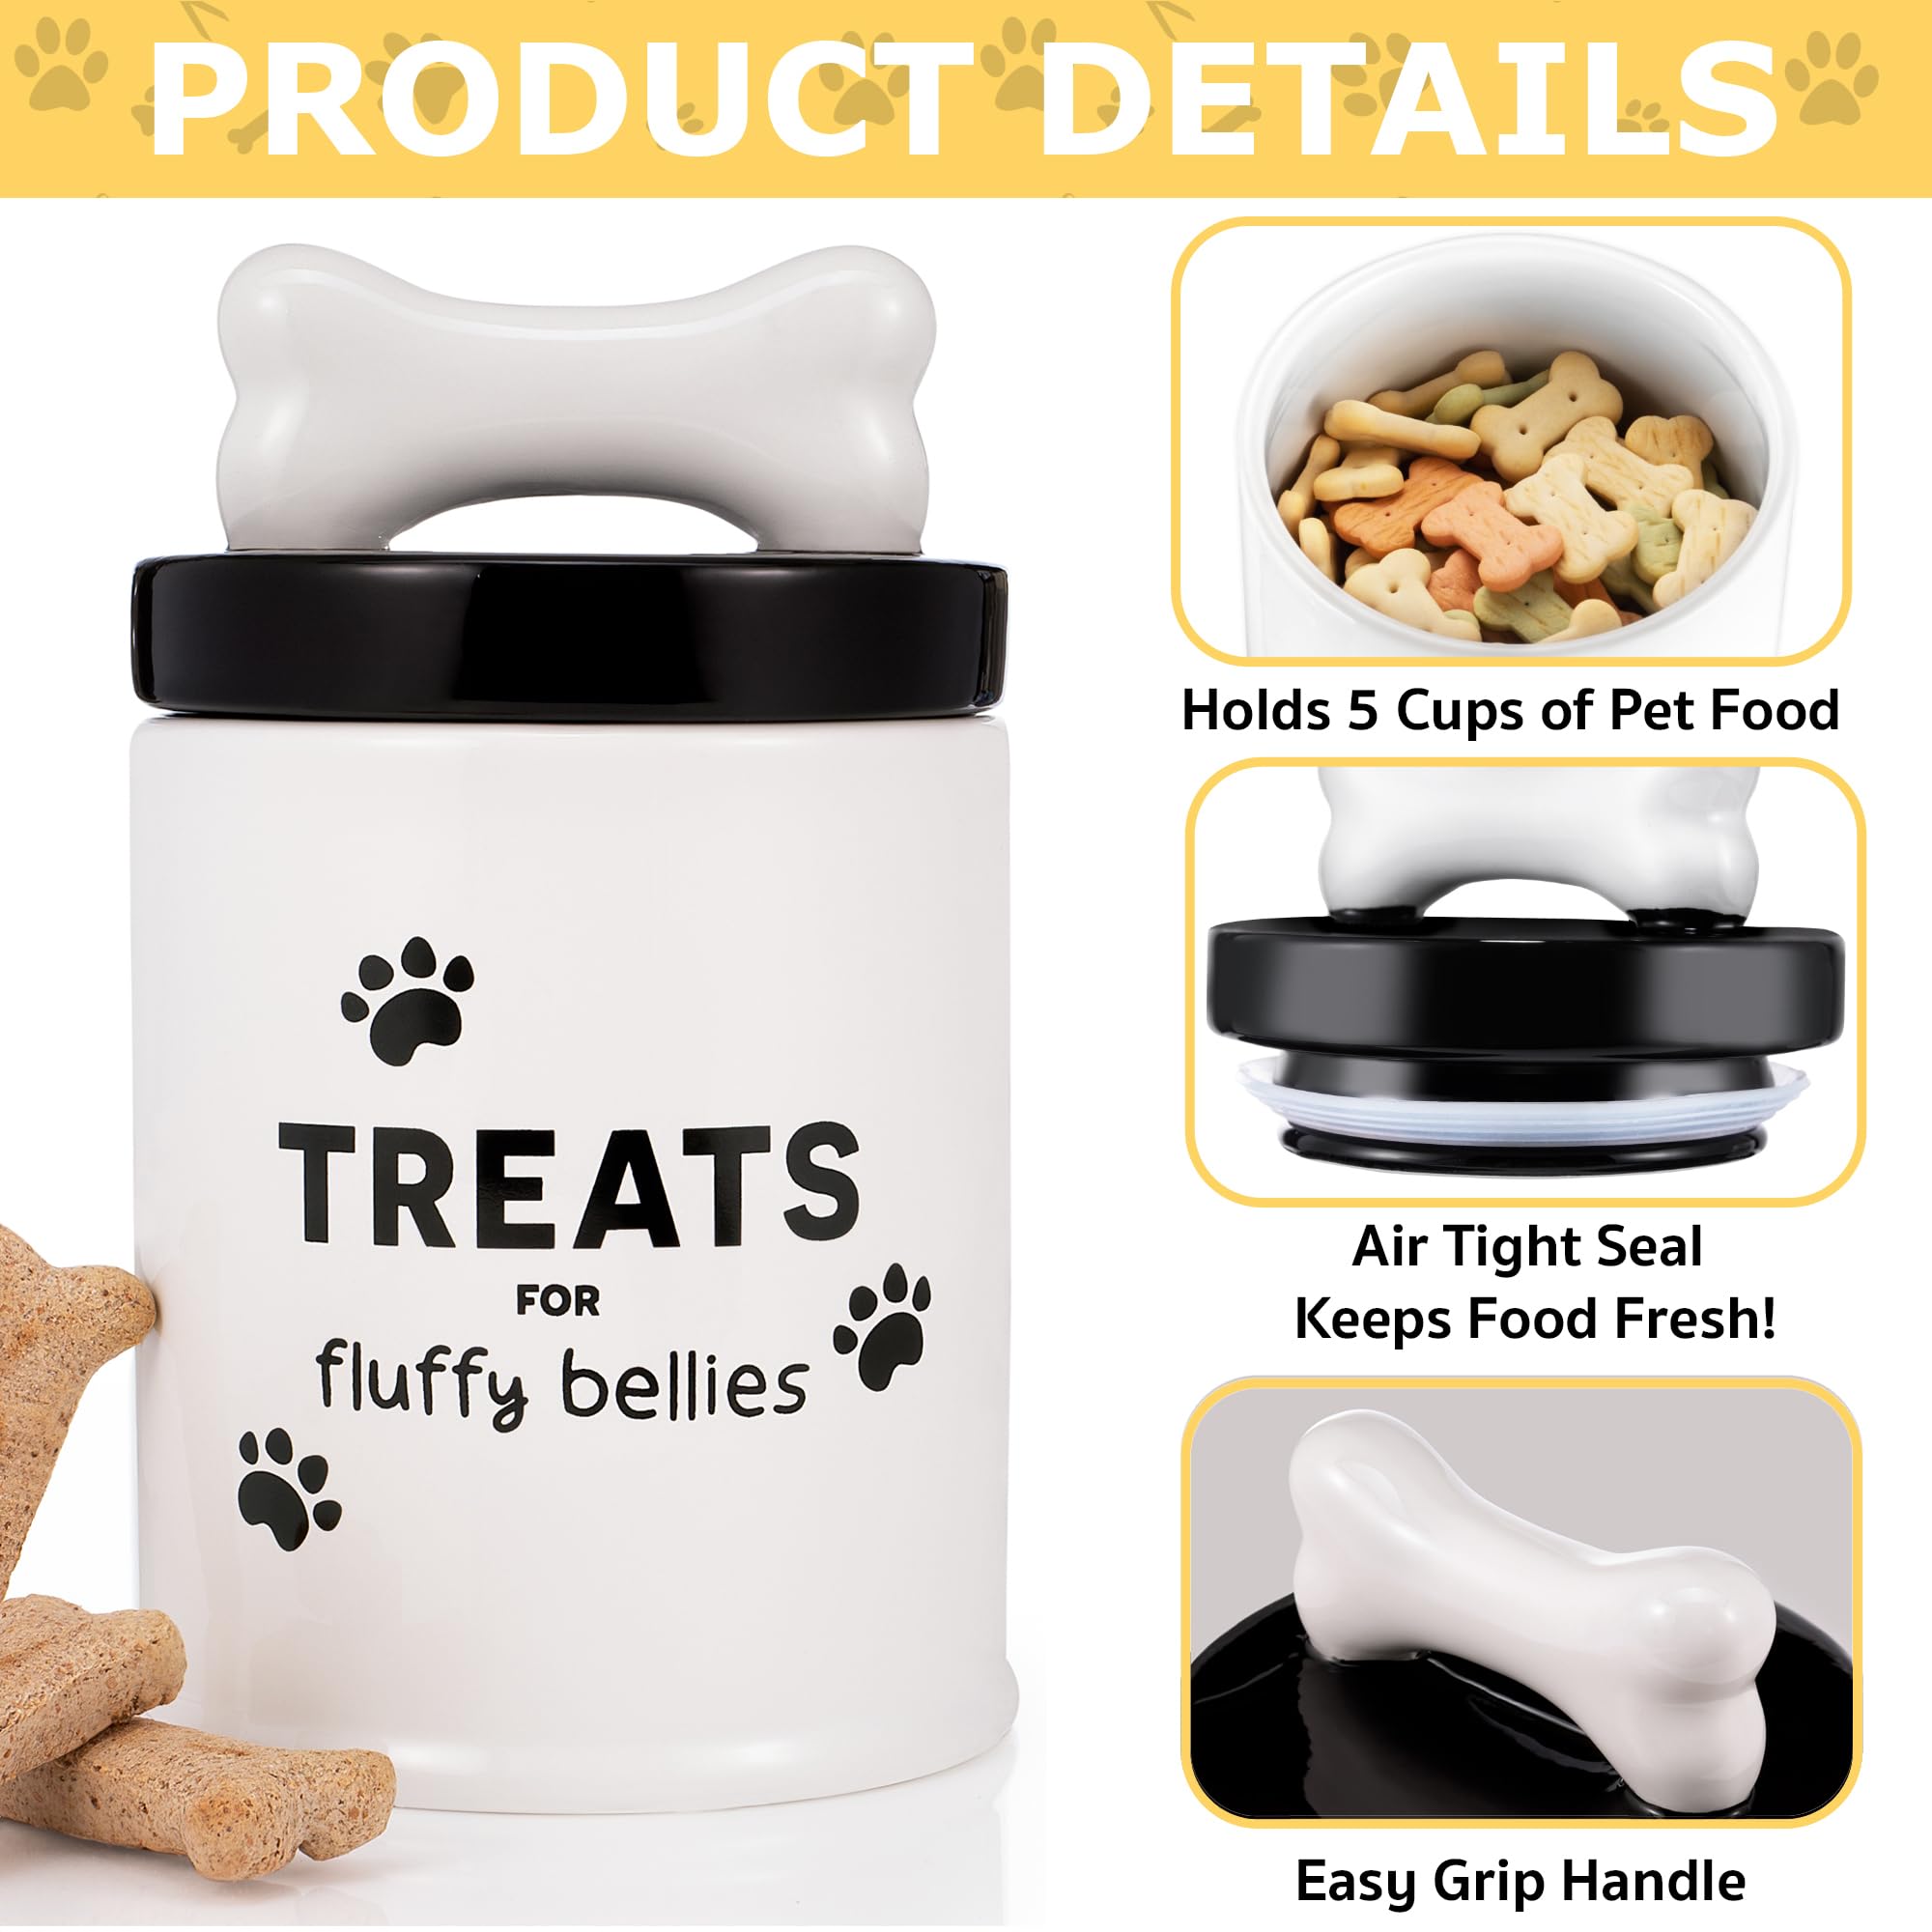 PRODUCT DETAILS
TREATS
FOR
fluffy bellies
Holds 5 Cups of Pet Food
Air Tight Seal
Keeps Food Fresh!
Easy Grip Handle